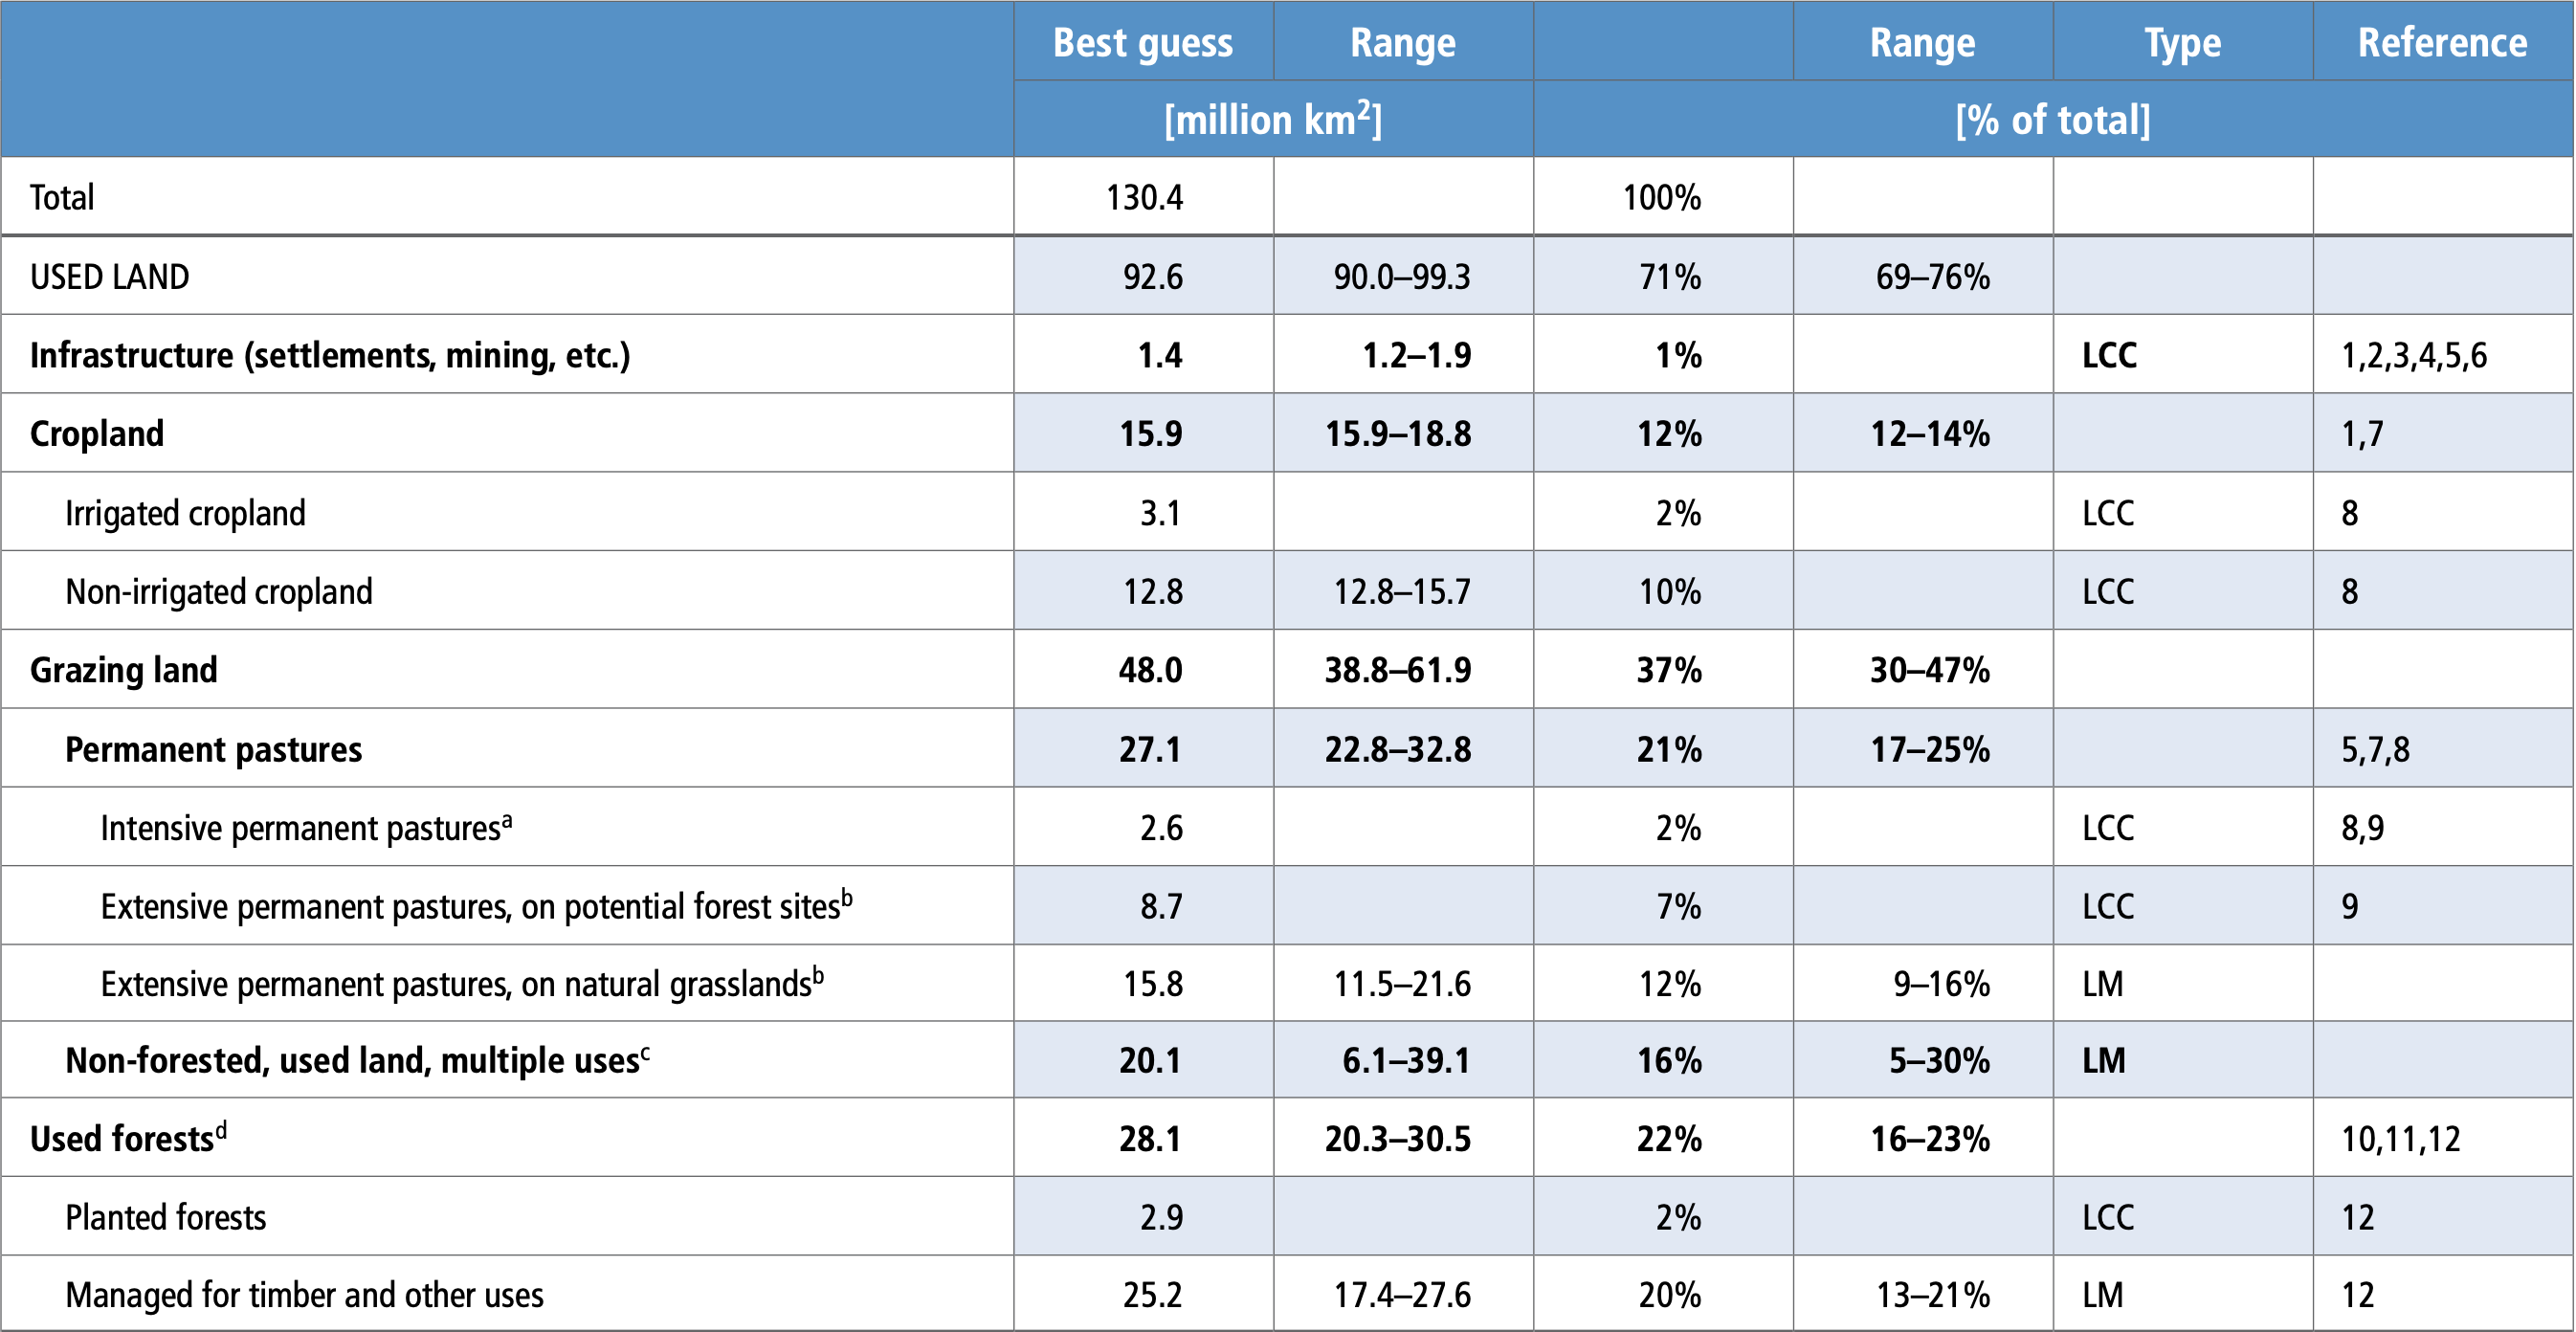 Best guess Range Range Type Reference
[million km²] [% of total]
Total 130.4 100%
USED LAND 92.6 90.0–99.3 71% 69–76%
Infrastructure (settlements, mining, etc.) 1.4 1.2–1.9 1% LCC 1,2,3,4,5,6
Cropland 15.9 15.9–18.8 12% 12–14% 1,7
Irrigated cropland 3.1 2% LCC 8
Non-irrigated cropland 12.8 12.8–15.7 10% LCC 8
Grazing land 48.0 38.8–61.9 37% 30–47%
Permanent pastures 27.1 22.8–32.8 21% 17–25% 5,7,8
Intensive permanent pasturesᵃ 2.6 2% LCC 8,9
Extensive permanent pastures, on potential forest sitesᵇ 8.7 7% LCC 9
Extensive permanent pastures, on natural grasslandsᵇ 15.8 11.5–21.6 12% 9–16% LM
Non-forested, used land, multiple usesᶜ 20.1 6.1–39.1 16% 5–30% LM
Used forestsᵈ 28.1 20.3–30.5 22% 16–23% 10,11,12
Planted forests 2.9 2% LCC 12
Managed for timber and other uses 25.2 17.4–27.6 20% 13–21% LM 12